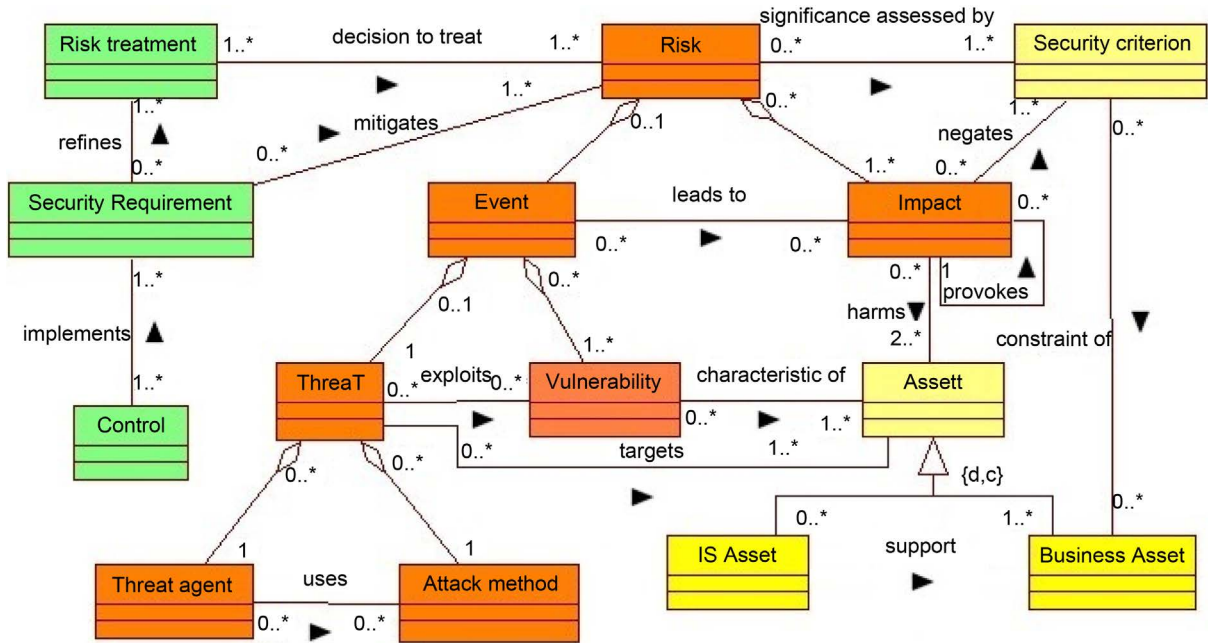 significance assessed by
Risk treatment
1..*
decision to treat
1..*
Risk
0..*
1..*
Security criterion
1..*
refines
0..*
0..*
mitigates
1..*
0..1
0..*
1..*
negates
1..*
0..*
0..*
Security Requirement
Event
leads to
Impact
0..*
0..*
0..*
1..*
implements
1..*
0..1
0..*
0..*
1
provokes
harms
2..*
constraint of
1
1..*
ThreaT
0..*
exploits
0..*
Vulnerability
characteristic of
Assett
Control
0..*
1..*
0..*
targets
1..*
0..*
0..*
{d,c}
0..*
1..*
0..*
1
1
IS Asset
support
Business Asset
Threat agent
uses
Attack method
0..*
0..*